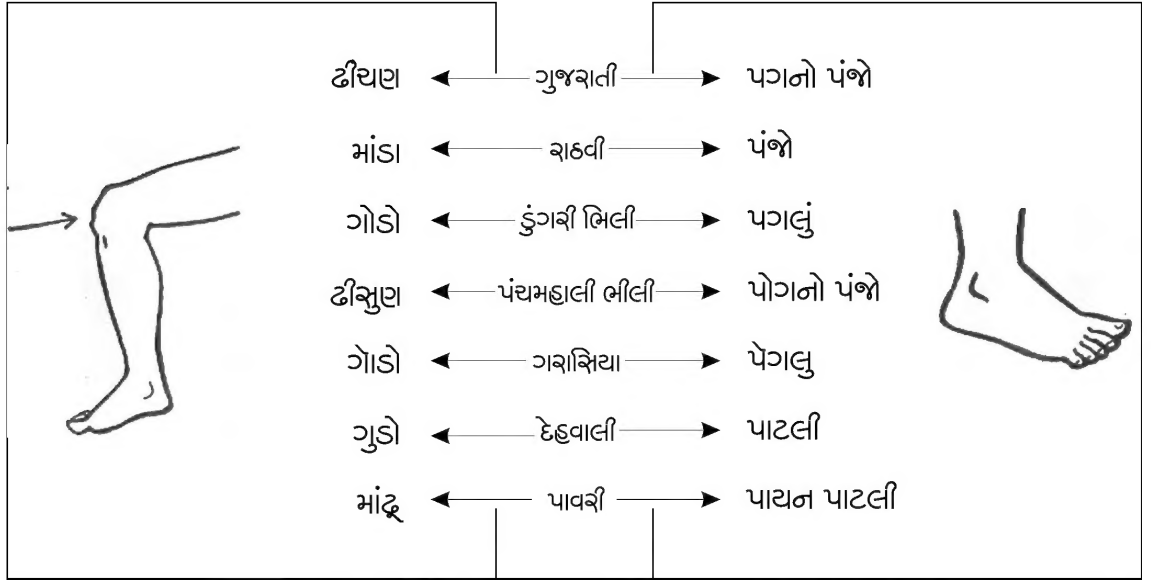 ઢીંચણ ગુજરાતી પગનો પંજો
માંડા રાઠવી પંજો
ગોડો ડુંગરી ભિલી પગલું
ઢીસુણ પંચમહાલી ભીલી પોગનો પંજો
ગોડો ગરાસિયા પેગલુ
ગુડો દેહવાલી પાટલી
માંઢૂ પાવરી પાયન પાટલી